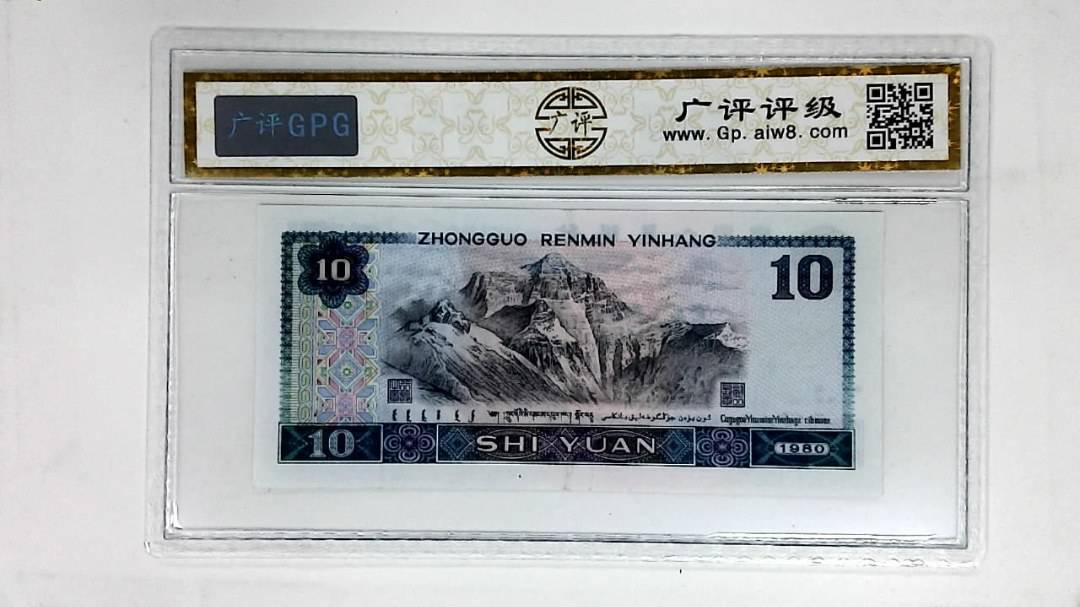 广评GPG
广评
广评评级
www. Gp. aiw8. com
ZHONGGUO RENMIN YINHANG
10
10
10
SHI YUAN
1980